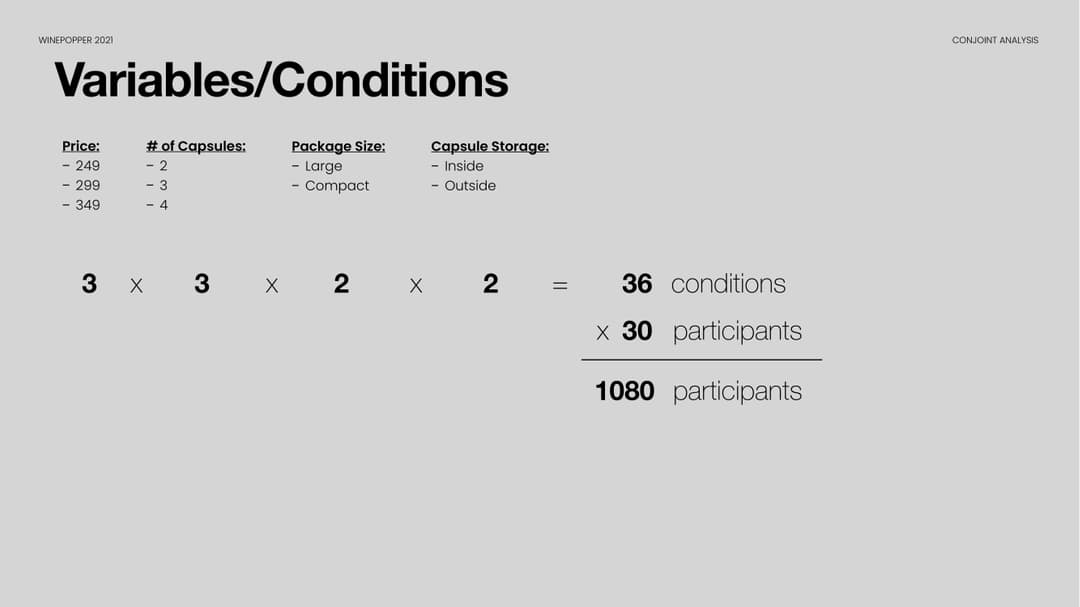 WINEPOPPER 2021
CONJOINT ANALYSIS
Variables/Conditions
Price:
- 249
- 299
- 349
# of Capsules:
- 2
- 3
- 4
Package Size:
- Large
- Compact
Capsule Storage:
- Inside
- Outside
3 x 3 x 2 x 2 = 36 conditions
x 30 participants
1080 participants